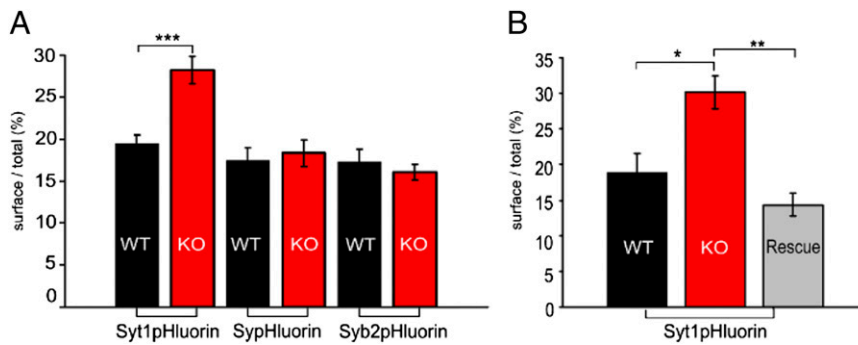 A
B
***
*
**
surface / total (%)
30
25
20
15
10
5
0
WT
KO
WT
KO
WT
KO
Syt1pHluorin
SypHluorin
Syb2pHluorin
surface / total (%)
35
30
25
20
15
10
5
0
WT
KO
Rescue
Syt1pHluorin